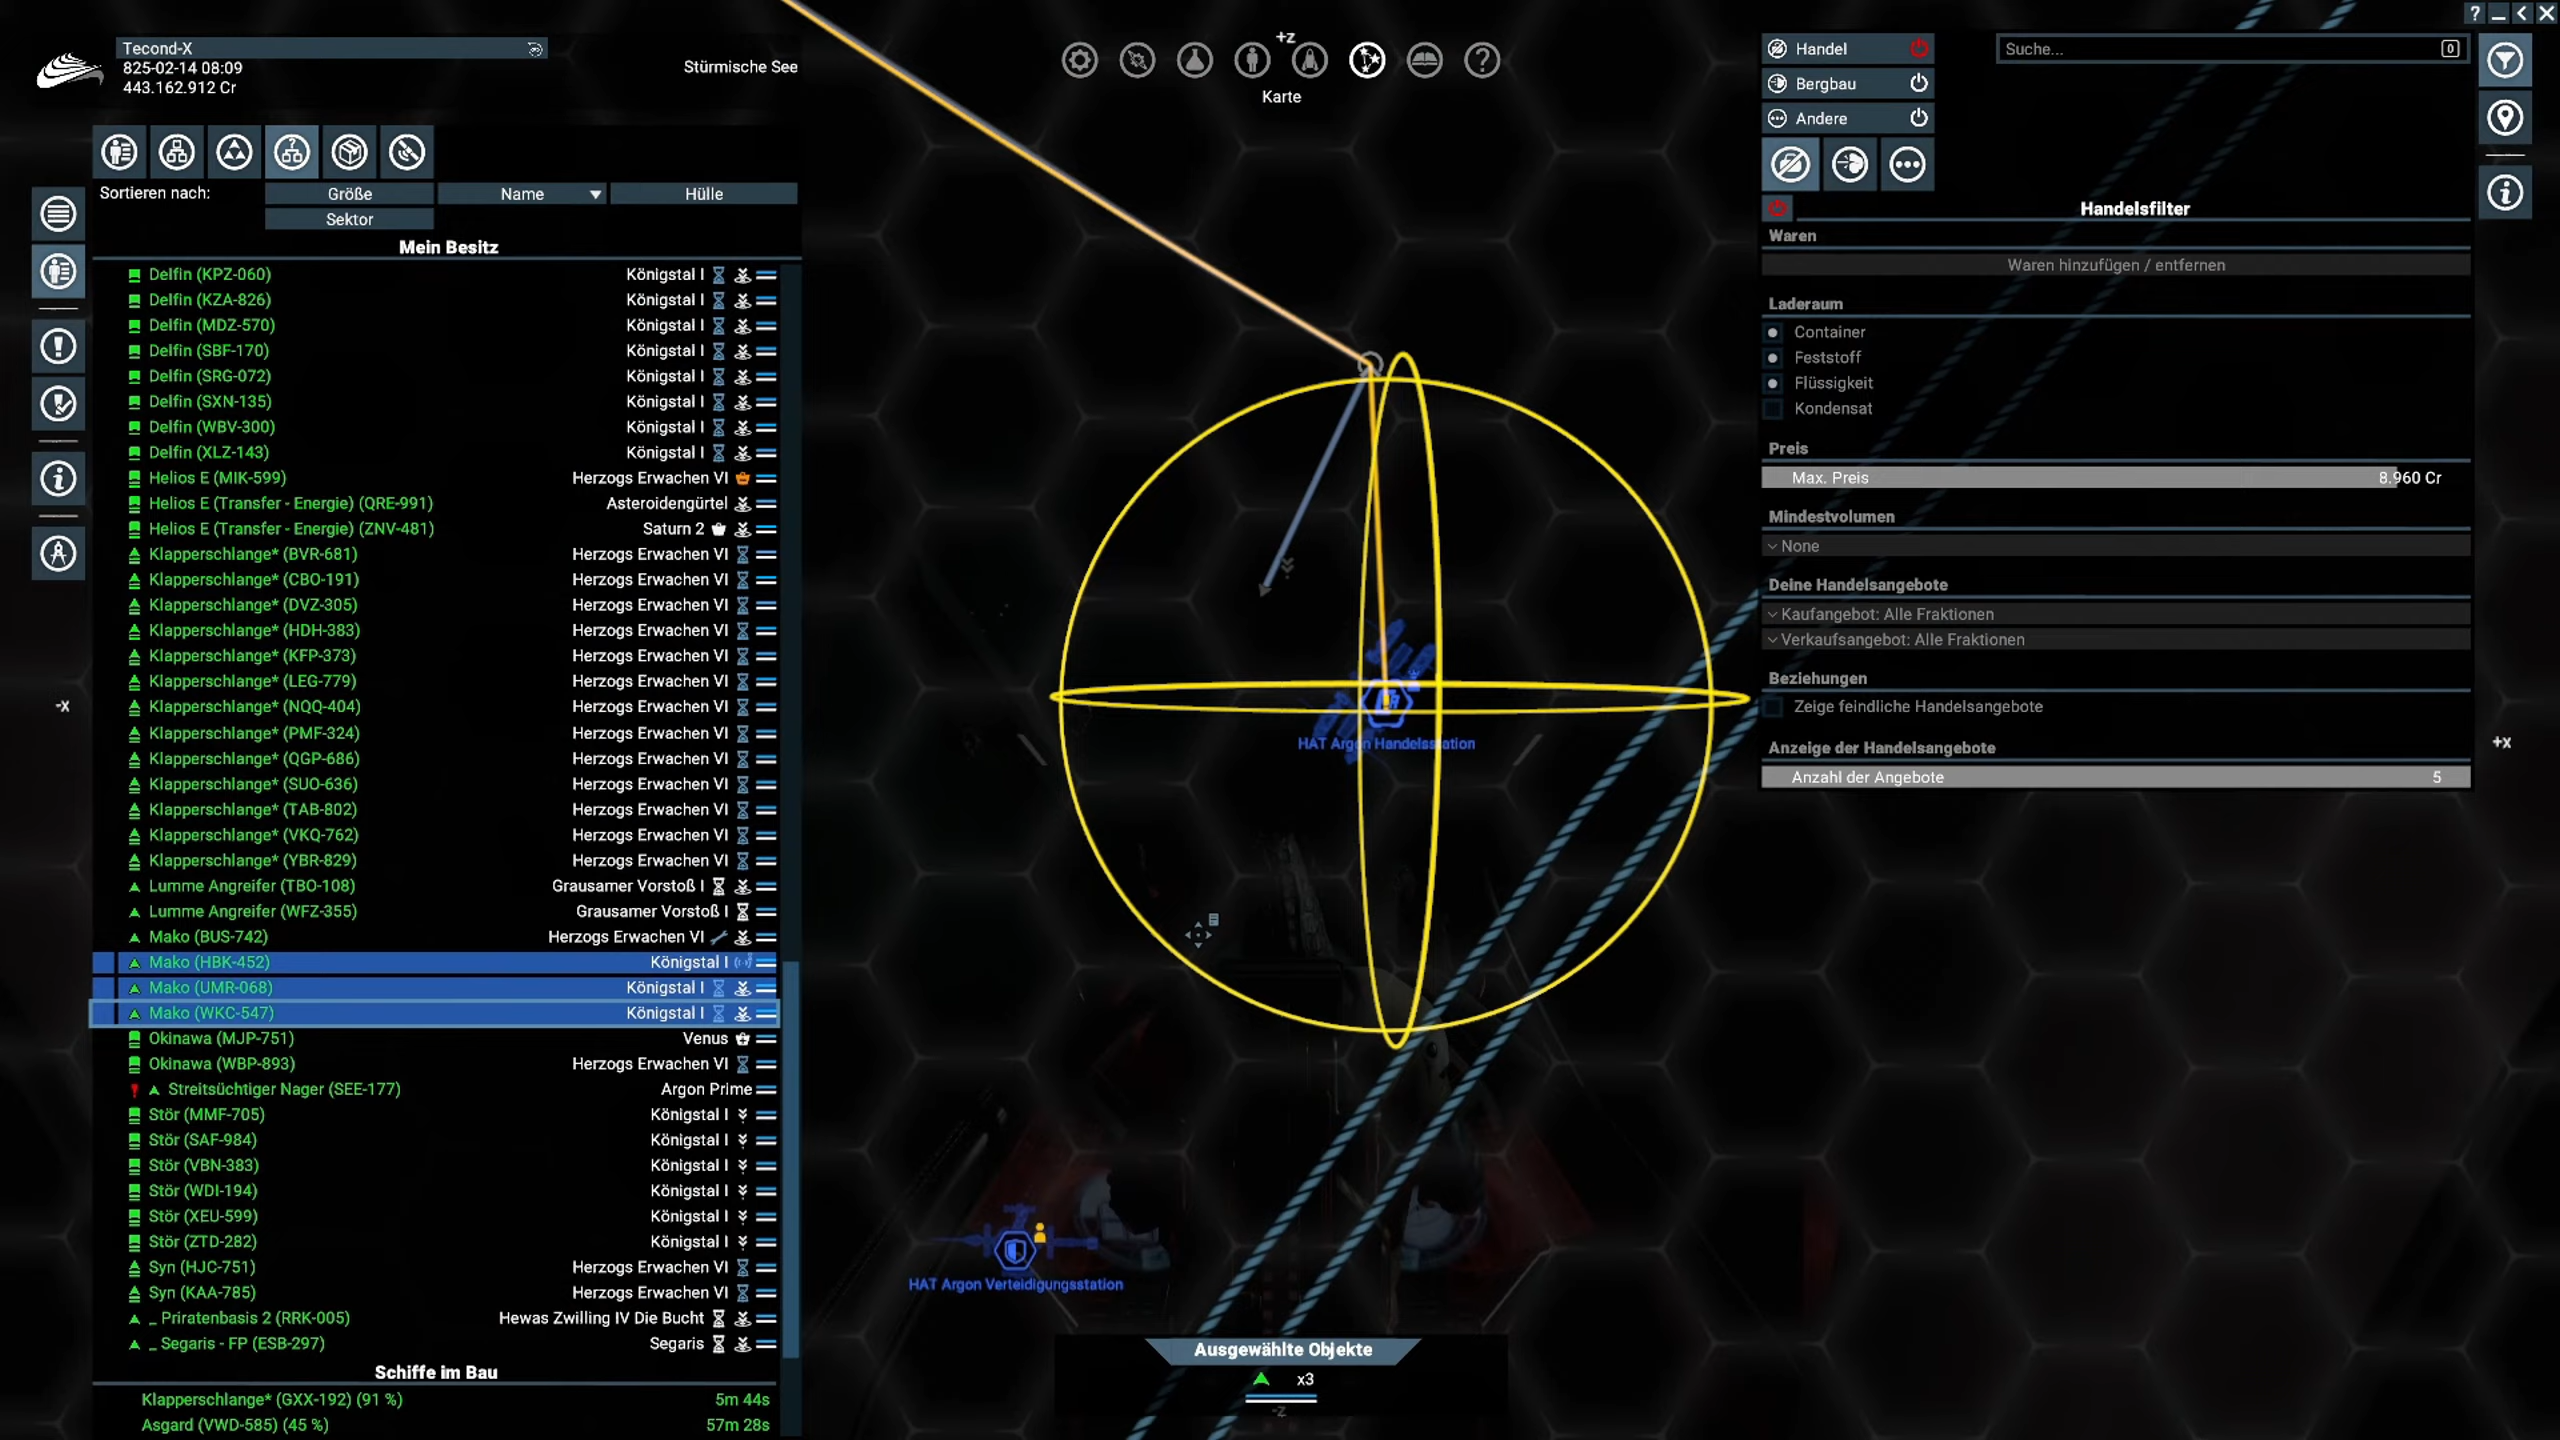 Tecond-X
825-02-14 08:09
443.162.912 Cr
Stürmische See
+Z
Karte
Sortieren nach:
Größe
Name
Hülle
Sektor
Mein Besitz
Delfin (KPZ-060) Königstal I
Delfin (KZA-826) Königstal I
Delfin (MDZ-570) Königstal I
Delfin (SBF-170) Königstal I
Delfin (SRG-072) Königstal I
Delfin (SXN-135) Königstal I
Delfin (WBV-300) Königstal I
Delfin (XLZ-143) Königstal I
Helios E (MIK-599) Herzogs Erwachen VI
Helios E (Transfer - Energie) (QRE-991) Asteroidengürtel
Helios E (Transfer - Energie) (ZNV-481) Saturn 2
Klapperschlange* (BVR-681) Herzogs Erwachen VI
Klapperschlange* (CBO-191) Herzogs Erwachen VI
Klapperschlange* (DVZ-305) Herzogs Erwachen VI
Klapperschlange* (HDH-383) Herzogs Erwachen VI
Klapperschlange* (KFP-373) Herzogs Erwachen VI
Klapperschlange* (LEG-779) Herzogs Erwachen VI
Klapperschlange* (NQQ-404) Herzogs Erwachen VI
Klapperschlange* (PMF-324) Herzogs Erwachen VI
Klapperschlange* (QGP-686) Herzogs Erwachen VI
Klapperschlange* (SUO-636) Herzogs Erwachen VI
Klapperschlange* (TAB-802) Herzogs Erwachen VI
Klapperschlange* (VKQ-762) Herzogs Erwachen VI
Klapperschlange* (YBR-829) Herzogs Erwachen VI
Lumme Angreifer (TBO-108) Grausamer Vorstoß I
Lumme Angreifer (WFZ-355) Grausamer Vorstoß I
Mako (BUS-742) Herzogs Erwachen VI
Mako (HBK-452) Königstal I
Mako (UMR-068) Königstal I
Mako (WKC-547) Königstal I
Okinawa (MJP-751) Venus
Okinawa (WBP-893) Herzogs Erwachen VI
Streitsüchtiger Nager (SEE-177) Argon Prime
Stör (MMF-705) Königstal I
Stör (SAF-984) Königstal I
Stör (VBN-383) Königstal I
Stör (WDI-194) Königstal I
Stör (XEU-599) Königstal I
Stör (ZTD-282) Königstal I
Syn (HJC-751) Herzogs Erwachen VI
Syn (KAA-785) Herzogs Erwachen VI
_ Priratenbasis 2 (RRK-005) Hewas Zwilling IV Die Bucht
_ Segaris - FP (ESB-297) Segaris
Schiffe im Bau
Klapperschlange* (GXX-192) (91 %) 5m 44s
Asgard (VWD-585) (45 %) 57m 28s
-X
HAT Argon Handelsstation
HAT Argon Verteidigungsstation
Ausgewählte Objekte
x3
-Z
Handel
Bergbau
Andere
Suche...
0
Handelsfilter
Waren
Waren hinzufügen / entfernen
Laderaum
Container
Feststoff
Flüssigkeit
Kondensat
Preis
Max. Preis 8.960 Cr
Mindestvolumen
None
Deine Handelsangebote
Kaufangebot: Alle Fraktionen
Verkaufsangebot: Alle Fraktionen
Beziehungen
Zeige feindliche Handelsangebote
Anzeige der Handelsangebote
Anzahl der Angebote 5
+X